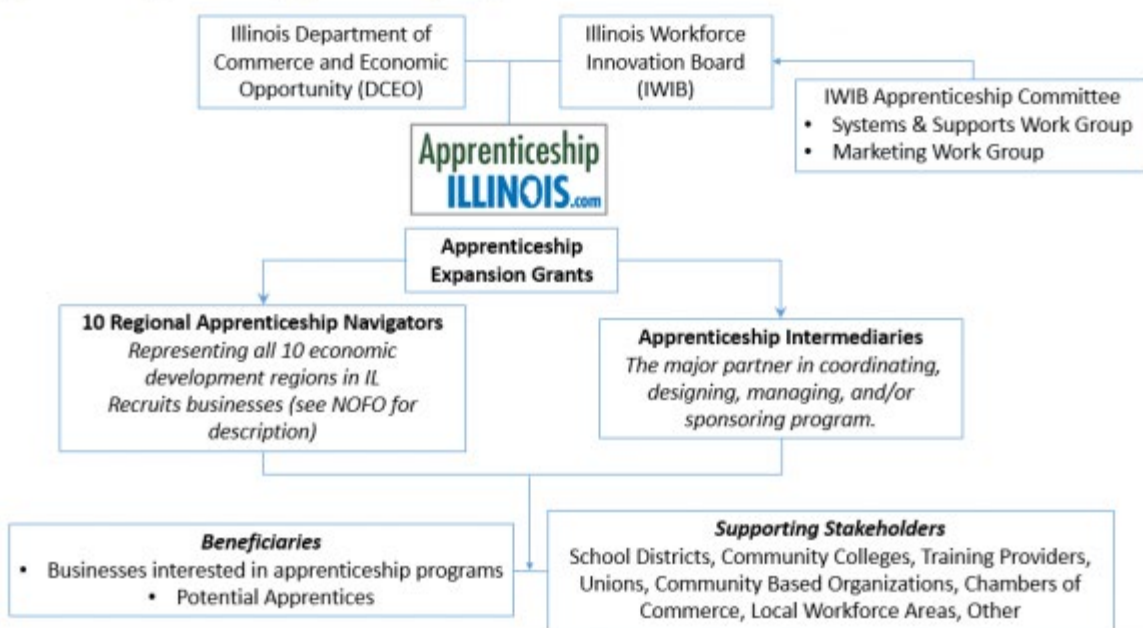 Illinois Department of
Commerce and Economic
Opportunity (DCEO)
Illinois Workforce
Innovation Board
(IWIB)
IWIB Apprenticeship Committee
• Systems & Supports Work Group
• Marketing Work Group
Apprenticeship
ILLINOIS.com
Apprenticeship
Expansion Grants
10 Regional Apprenticeship Navigators
Representing all 10 economic
development regions in IL
Recruits businesses (see NOFO for
description)
Apprenticeship Intermediaries
The major partner in coordinating,
designing, managing, and/or
sponsoring program.
Beneficiaries
• Businesses interested in apprenticeship programs
• Potential Apprentices
Supporting Stakeholders
School Districts, Community Colleges, Training Providers,
Unions, Community Based Organizations, Chambers of
Commerce, Local Workforce Areas, Other